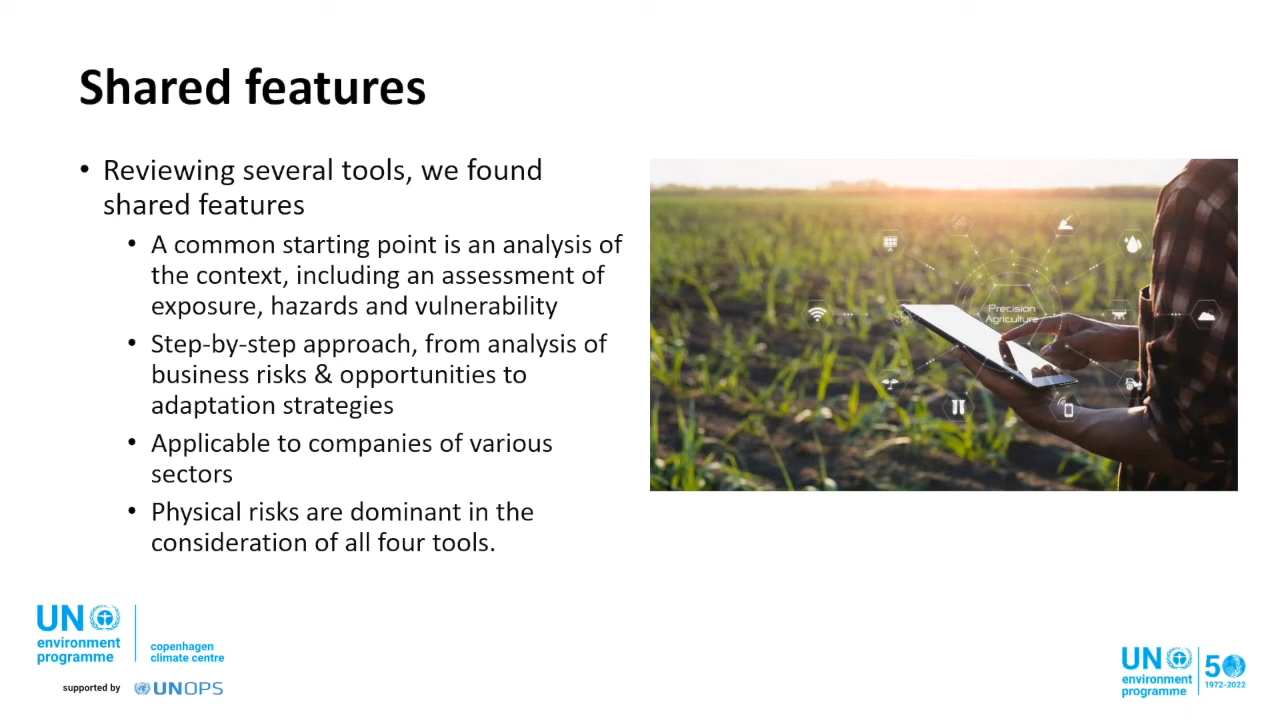 Shared features
• Reviewing several tools, we found
shared features
• A common starting point is an analysis of
the context, including an assessment of
exposure, hazards and vulnerability
• Step-by-step approach, from analysis of
business risks & opportunities to
adaptation strategies
• Applicable to companies of various
sectors
• Physical risks are dominant in the
consideration of all four tools.
Precision
Agriculture
UN
environment
programme
copenhagen
climate centre
supported by
UNOPS
UN
environment
programme
50
1972-2022